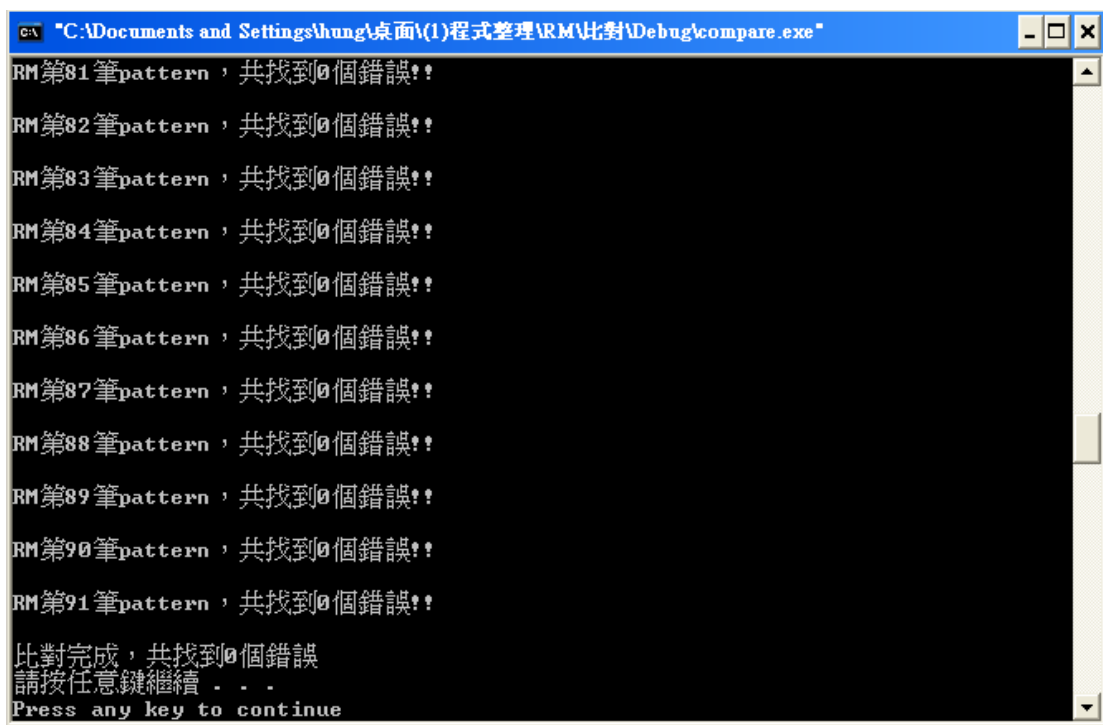 "C:\Documents and Settings\hung\桌面\(1)程式整理\RM\比對\Debug\compare.exe"
RM第81筆pattern，共找到0個錯誤!!
RM第82筆pattern，共找到0個錯誤!!
RM第83筆pattern，共找到0個錯誤!!
RM第84筆pattern，共找到0個錯誤!!
RM第85筆pattern，共找到0個錯誤!!
RM第86筆pattern，共找到0個錯誤!!
RM第87筆pattern，共找到0個錯誤!!
RM第88筆pattern，共找到0個錯誤!!
RM第89筆pattern，共找到0個錯誤!!
RM第90筆pattern，共找到0個錯誤!!
RM第91筆pattern，共找到0個錯誤!!
比對完成，共找到0個錯誤
請按任意鍵繼續 . . .
Press any key to continue